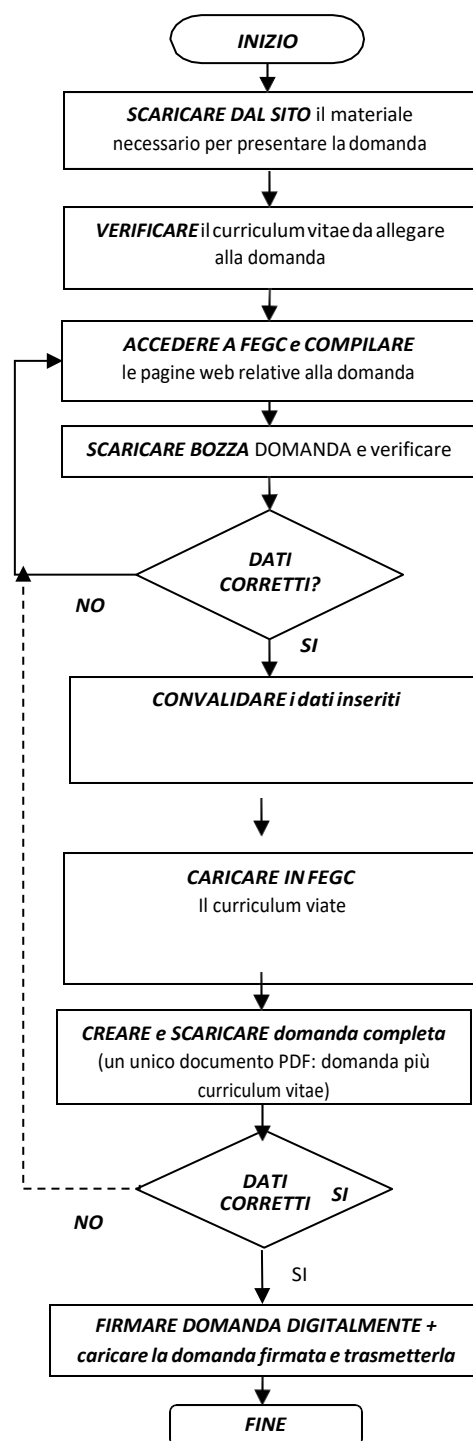 INIZIO
SCARICARE DAL SITO il materiale
necessario per presentare la domanda
VERIFICARE il curriculum vitae da allegare
alla domanda
ACCEDERE A FEGC e COMPILARE
le pagine web relative alla domanda
SCARICARE BOZZA DOMANDA e verificare
DATI
CORRETTI?
NO
SI
CONVALIDARE i dati inseriti
CARICARE IN FEGC
Il curriculum viate
CREARE e SCARICARE domanda completa
(un unico documento PDF: domanda più
curriculum vitae)
DATI
CORRETTI SI
NO
SI
FIRMARE DOMANDA DIGITALMENTE +
caricare la domanda firmata e trasmetterla
FINE